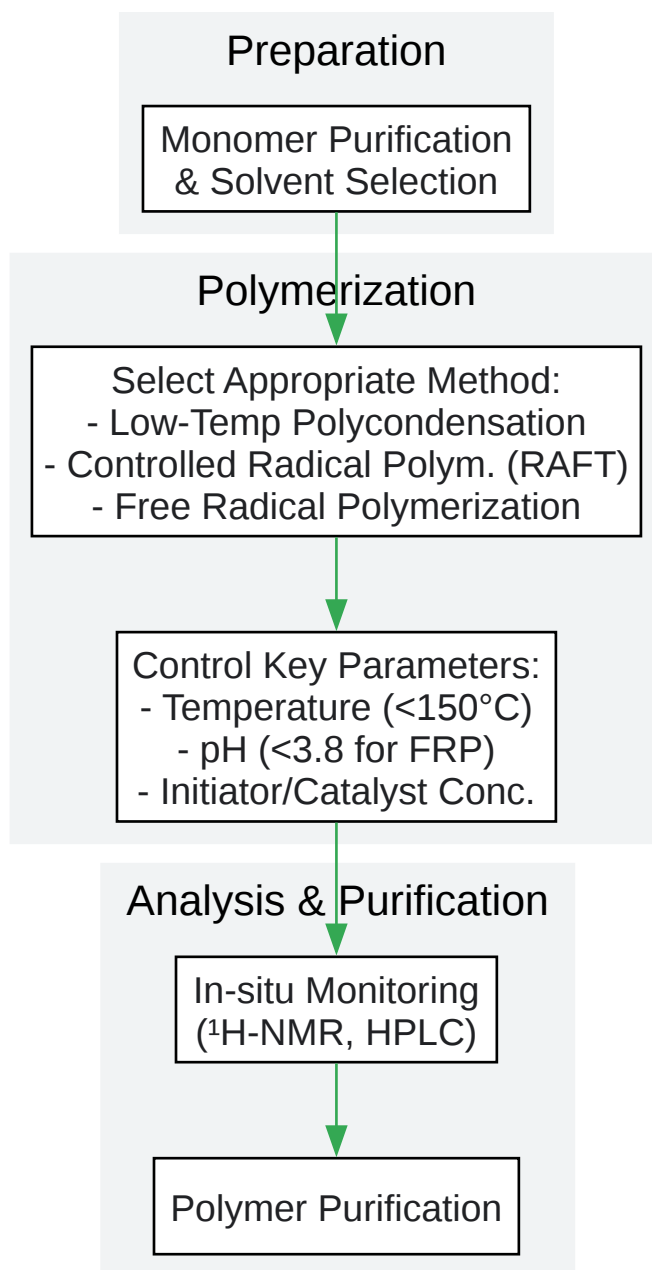 Preparation
Monomer Purification
& Solvent Selection
Polymerization
Select Appropriate Method:
- Low-Temp Polycondensation
- Controlled Radical Polym. (RAFT)
- Free Radical Polymerization
Control Key Parameters:
- Temperature (<150°C)
- pH (<3.8 for FRP)
- Initiator/Catalyst Conc.
Analysis & Purification
In-situ Monitoring
(¹H-NMR, HPLC)
Polymer Purification